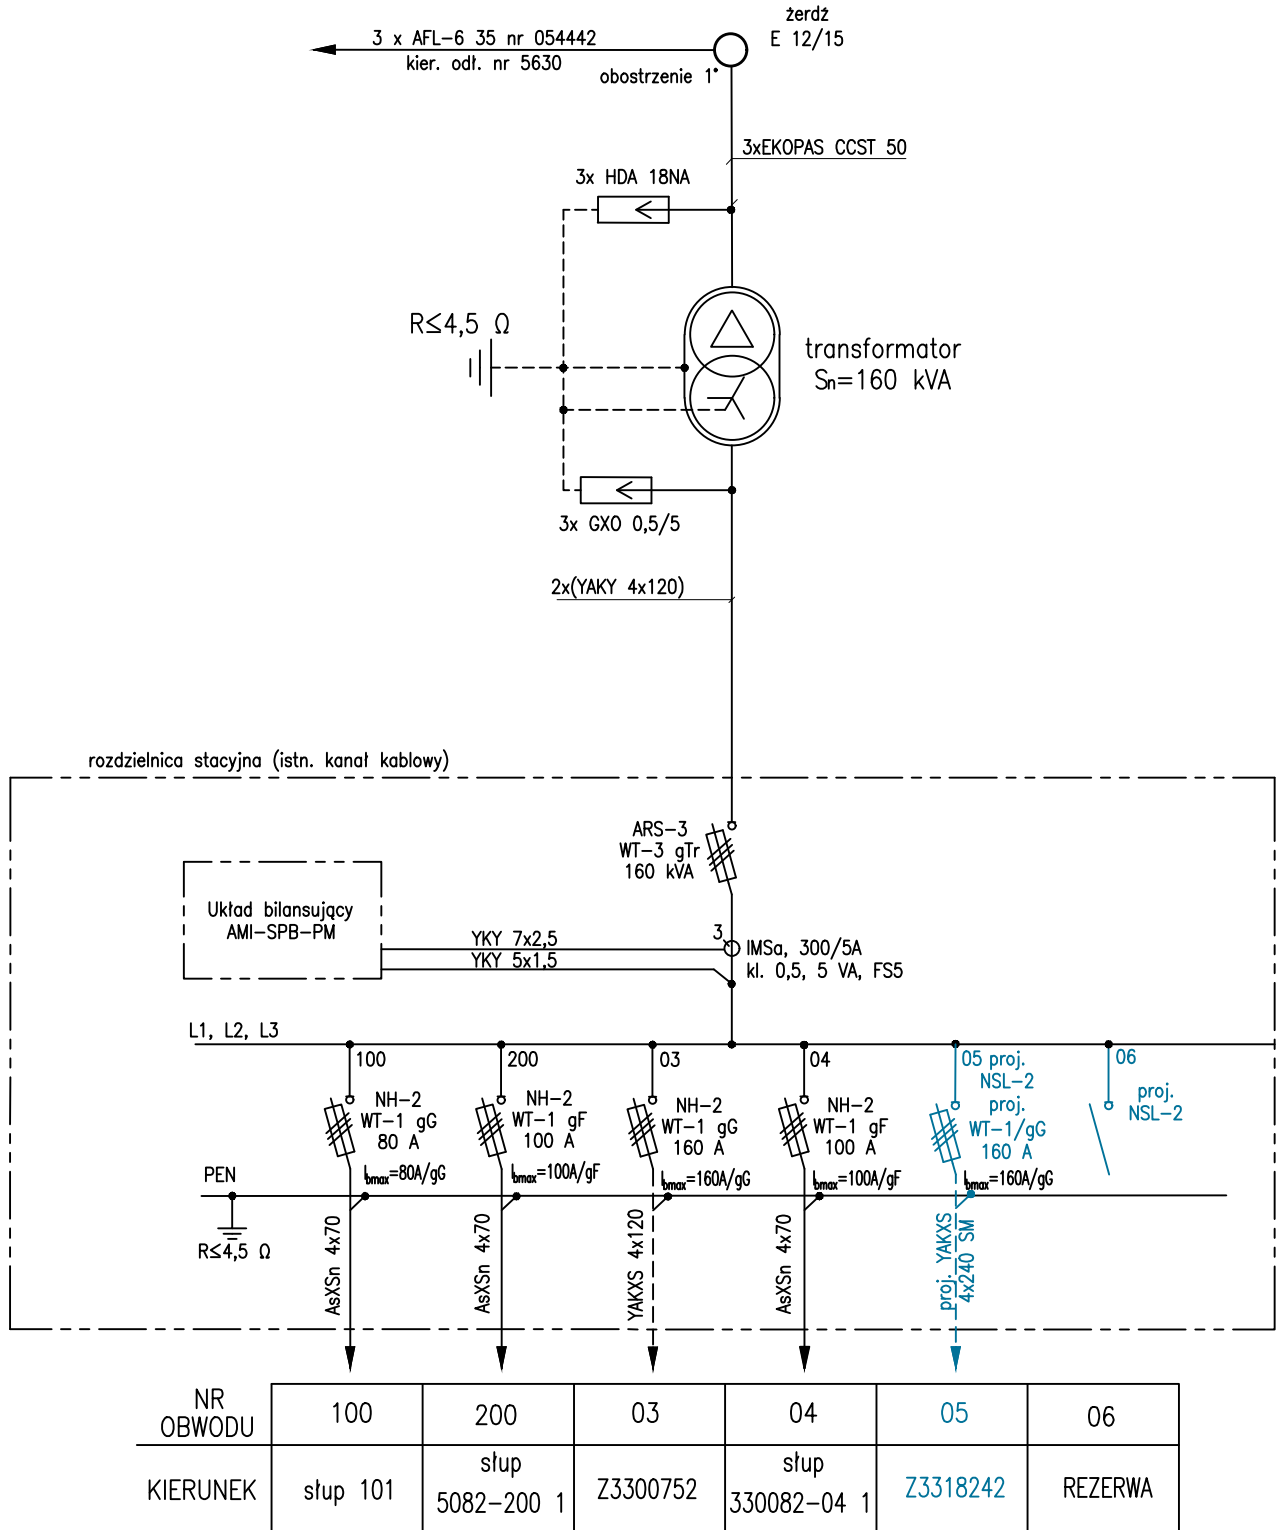 żerdź
E 12/15
3 x AFL-6 35 nr 054442
kier. odł. nr 5630
obostrzenie 1°
3xEKOPAS CCST 50
3x HDA 18NA
R≤4,5 Ω
transformator
Sn=160 kVA
3x GXO 0,5/5
2x(YAKY 4x120)
rozdzielnica stacyjna (istn. kanał kablowy)
ARS-3
WT-3 gTr
160 kVA
Układ bilansujący
AMI-SPB-PM
YKY 7x2,5
YKY 5x1,5
3
IMSa, 300/5A
kl. 0,5, 5 VA, FS5
L1, L2, L3
100
NH-2
WT-1 gG
80 A
Ibmax=80A/gG
200
NH-2
WT-1 gF
100 A
Ibmax=100A/gF
03
NH-2
WT-1 gG
160 A
Ibmax=160A/gG
04
NH-2
WT-1 gF
100 A
Ibmax=100A/gF
05 proj.
NSL-2
proj.
WT-1/gG
160 A
Ibmax=160A/gG
06
proj.
NSL-2
PEN
R≤4,5 Ω
AsXSn 4x70
AsXSn 4x70
YAKXS 4x120
AsXSn 4x70
proj. YAKXS
4x240 SM
NR
OBWODU
100
200
03
04
05
06
KIERUNEK
słup 101
słup
5082-200 1
Z3300752
słup
330082-04 1
Z3318242
REZERWA